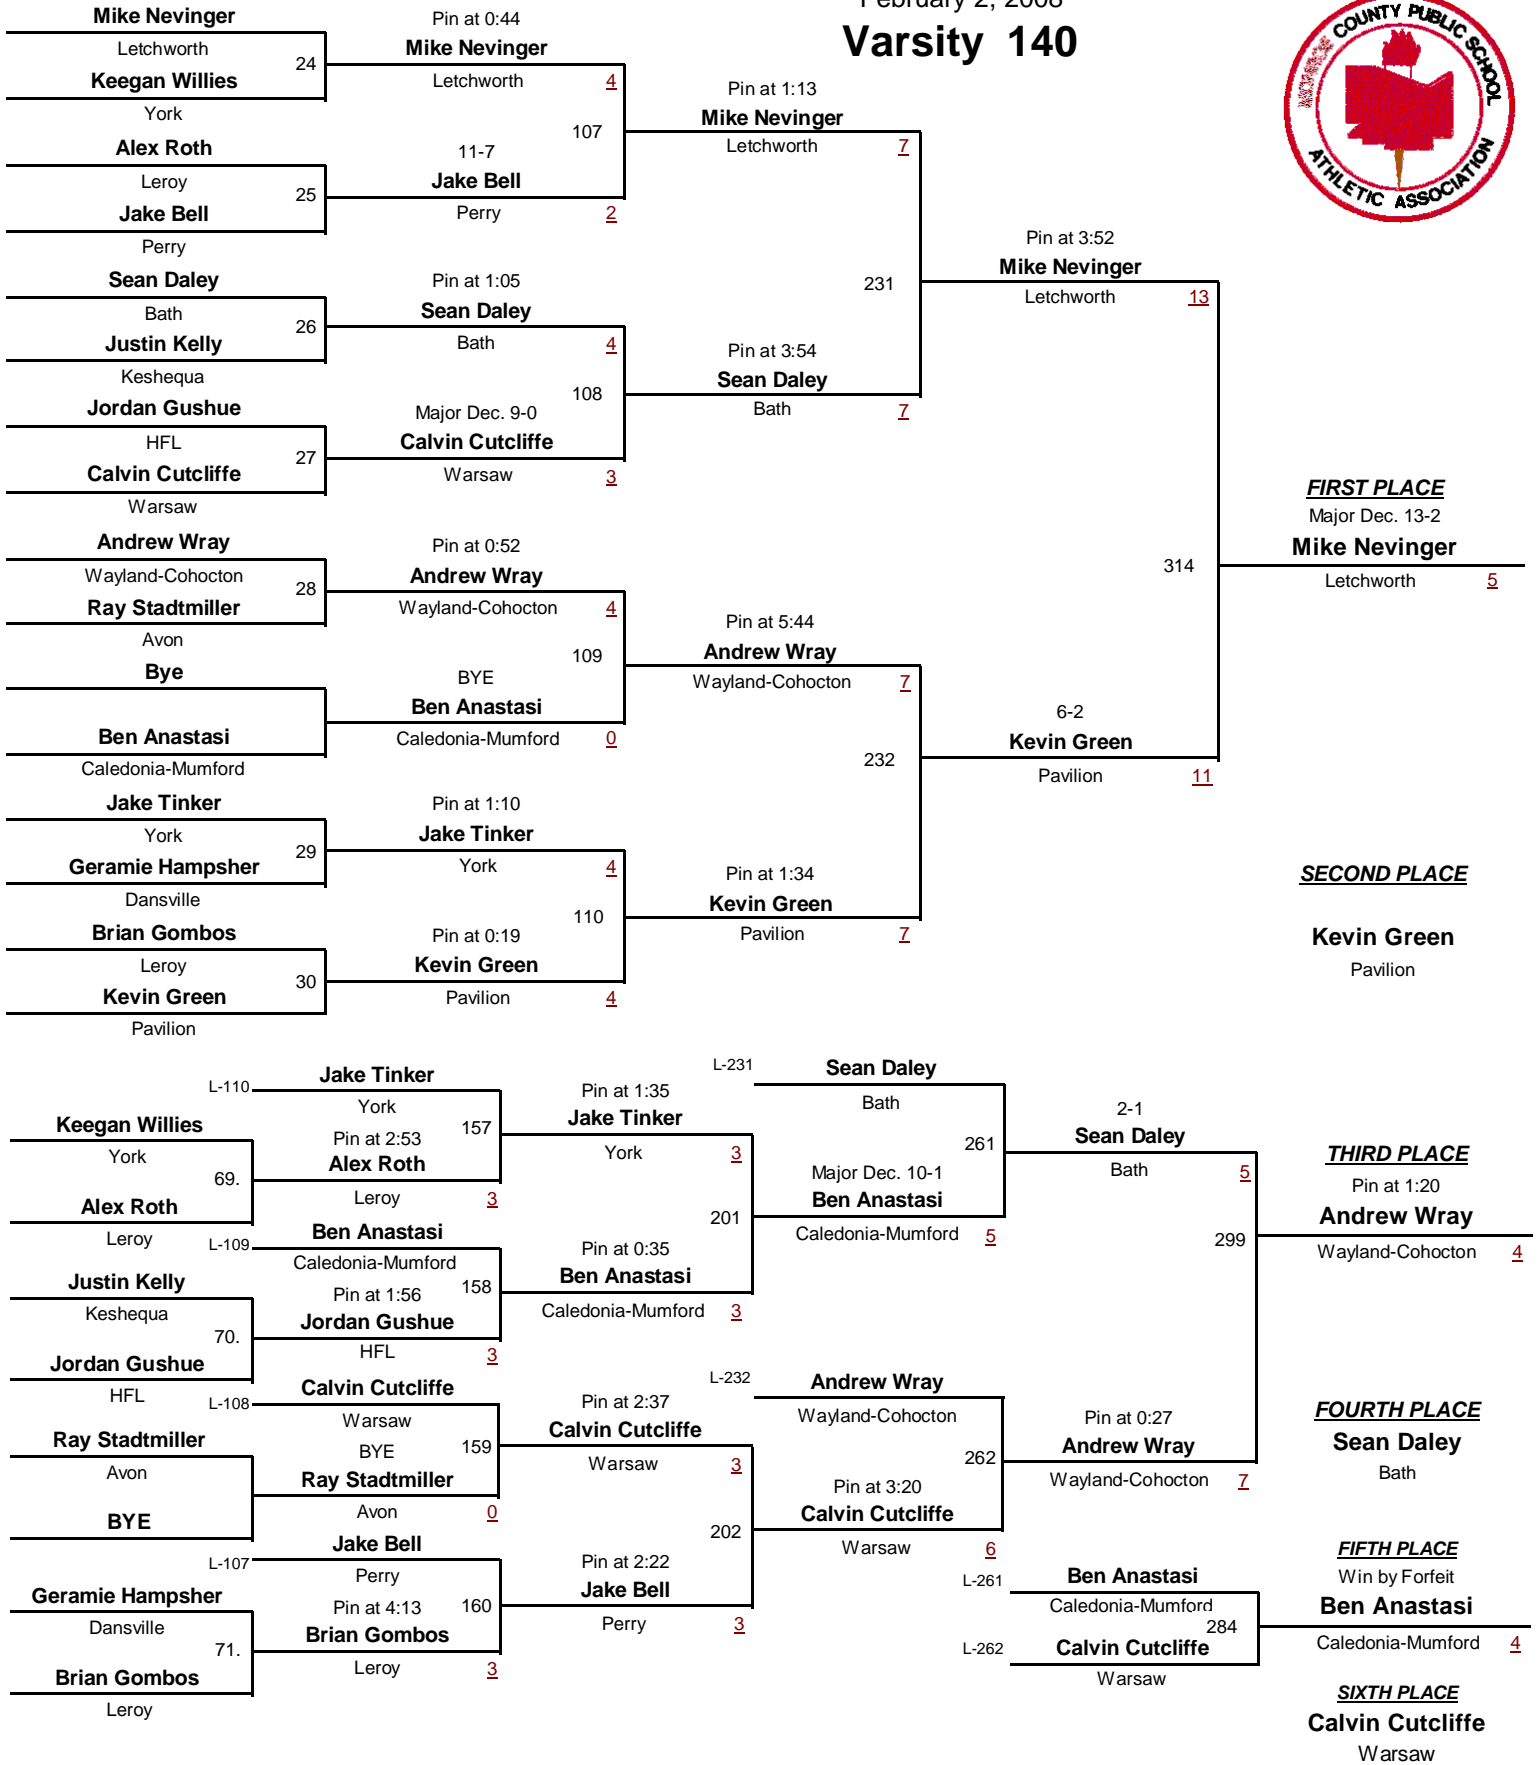 February 2, 2008
Varsity 140
COUNTY PUBLIC SCHOOL
ATHLETIC ASSOCIATION
Mike Nevinger
Letchworth
24
Keegan Willies
York
Alex Roth
Leroy
25
Jake Bell
Perry
Sean Daley
Bath
26
Justin Kelly
Keshequa
Jordan Gushue
HFL
27
Calvin Cutcliffe
Warsaw
Andrew Wray
Wayland-Cohocton
28
Ray Stadtmiller
Avon
Bye
Ben Anastasi
Caledonia-Mumford
Jake Tinker
York
29
Geramie Hampsher
Dansville
Brian Gombos
Leroy
30
Kevin Green
Pavilion
Pin at 0:44
Mike Nevinger
Letchworth 4
107
11-7
Jake Bell
Perry 2
Pin at 1:05
Sean Daley
Bath 4
108
Major Dec. 9-0
Calvin Cutcliffe
Warsaw 3
Pin at 0:52
Andrew Wray
Wayland-Cohocton 4
109
BYE
Ben Anastasi
Caledonia-Mumford 0
Pin at 1:10
Jake Tinker
York 4
110
Pin at 0:19
Kevin Green
Pavilion 4
Pin at 1:13
Mike Nevinger
Letchworth 7
231
Pin at 3:54
Sean Daley
Bath 7
Pin at 5:44
Andrew Wray
Wayland-Cohocton 7
232
Pin at 1:34
Kevin Green
Pavilion 7
Pin at 3:52
Mike Nevinger
Letchworth 13
314
6-2
Kevin Green
Pavilion 11
FIRST PLACE
Major Dec. 13-2
Mike Nevinger
Letchworth 5
SECOND PLACE
Kevin Green
Pavilion
Keegan Willies
York
69.
Alex Roth
Leroy
Justin Kelly
Keshequa
70.
Jordan Gushue
HFL
Ray Stadtmiller
Avon
BYE
Geramie Hampsher
Dansville
71.
Brian Gombos
Leroy
L-110
Jake Tinker
York
157
Pin at 2:53
Alex Roth
Leroy 3
L-109
Ben Anastasi
Caledonia-Mumford
158
Pin at 1:56
Jordan Gushue
HFL 3
L-108
Calvin Cutcliffe
Warsaw
159
BYE
Ray Stadtmiller
Avon 0
L-107
Jake Bell
Perry
160
Pin at 4:13
Brian Gombos
Leroy 3
Pin at 1:35
Jake Tinker
York 3
201
Pin at 0:35
Ben Anastasi
Caledonia-Mumford 3
Pin at 2:37
Calvin Cutcliffe
Warsaw 3
202
Pin at 2:22
Jake Bell
Perry 3
L-231
Sean Daley
Bath
261
Major Dec. 10-1
Ben Anastasi
Caledonia-Mumford 5
L-232
Andrew Wray
Wayland-Cohocton
262
Pin at 3:20
Calvin Cutcliffe
Warsaw 6
2-1
Sean Daley
Bath 5
299
Pin at 0:27
Andrew Wray
Wayland-Cohocton 7
L-261
Ben Anastasi
Caledonia-Mumford
284
L-262
Calvin Cutcliffe
Warsaw
THIRD PLACE
Pin at 1:20
Andrew Wray
Wayland-Cohocton 4
FOURTH PLACE
Sean Daley
Bath
FIFTH PLACE
Win by Forfeit
Ben Anastasi
Caledonia-Mumford 4
SIXTH PLACE
Calvin Cutcliffe
Warsaw